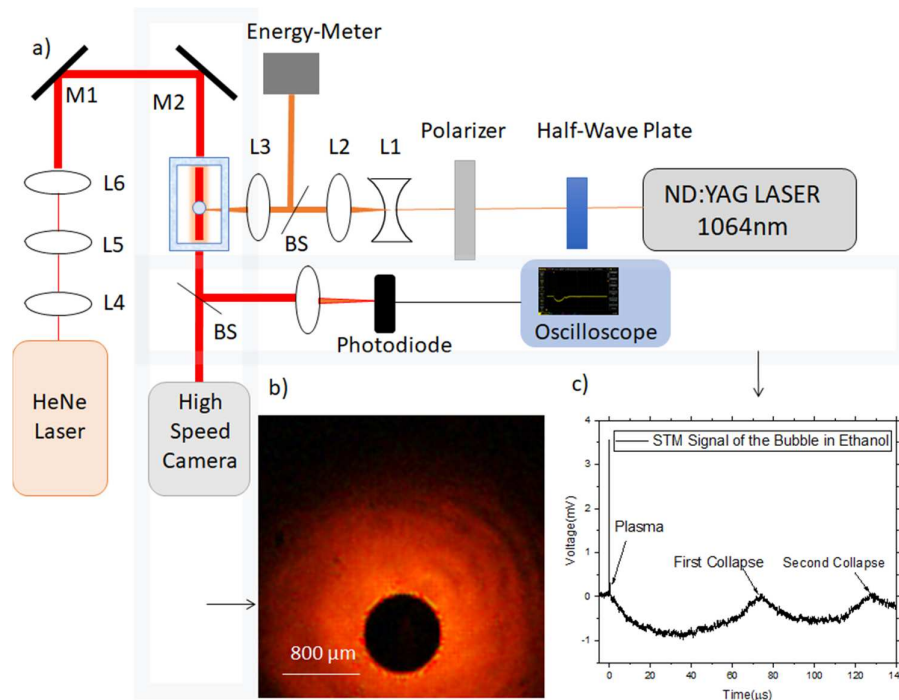 a)
Energy-Meter
M1
M2
Polarizer
Half-Wave Plate
L3
L2
L1
L6
L5
L4
BS
ND:YAG LASER
1064nm
BS
Photodiode
Oscilloscope
HeNe
Laser
High
Speed
Camera
b)
800 µm
c)
STM Signal of the Bubble in Ethanol
Plasma
First Collapse
Second Collapse
Voltage(mV)
4
3
2
1
0
-1
0
20
40
60
80
100
120
140
Time(µs)